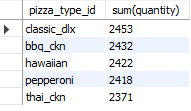 pizza_type_id sum(quantity)
classic_dlx 2453
bbq_ckn 2432
hawaiian 2422
pepperoni 2418
thai_ckn 2371